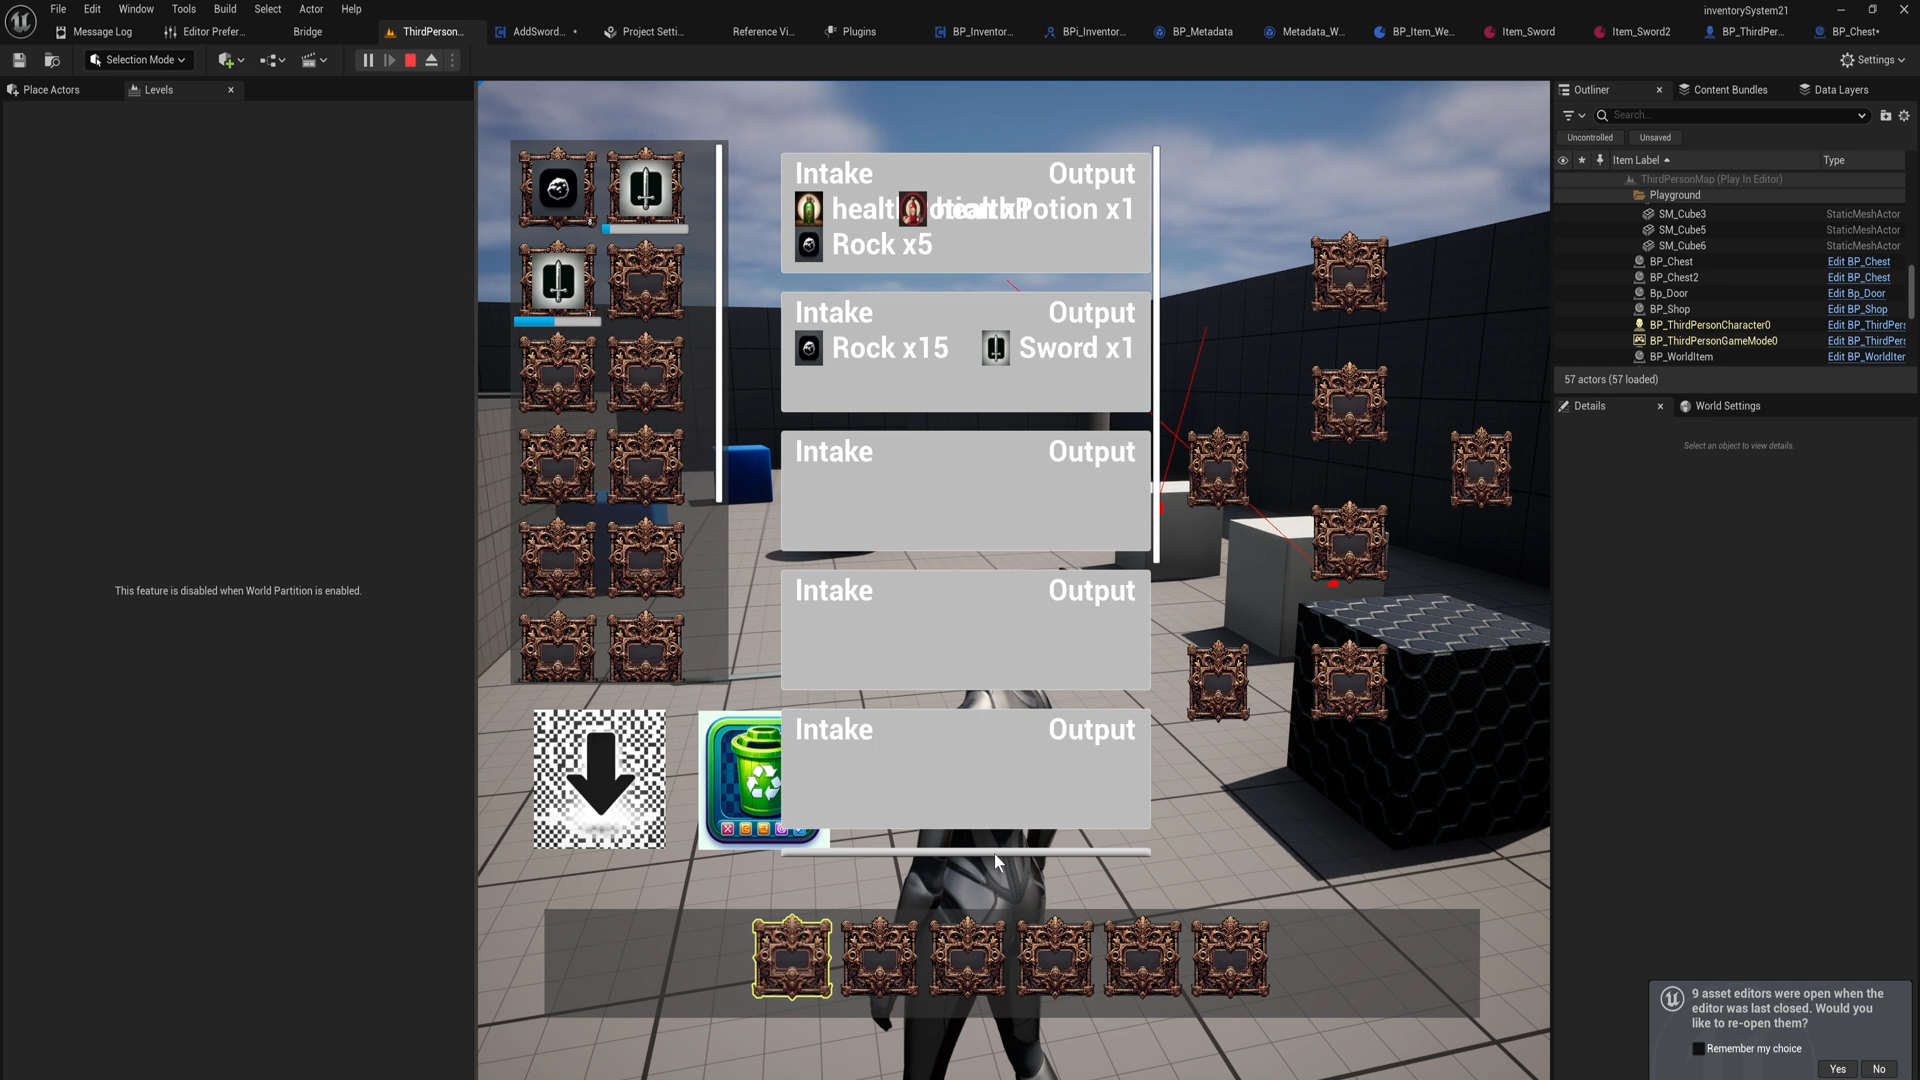 File Edit Window Tools Build Select Actor Help
inventorySystem21
Message Log
Editor Prefer...
Bridge
ThirdPerson...
AddSword...
Project Setti...
Reference Vi...
Plugins
BP_Inventor...
BPi_Inventor...
BP_Metadata
Metadata_W...
BP_Item_We...
Item_Sword
Item_Sword2
BP_ThirdPer...
BP_Chest*
Selection Mode
Settings
Place Actors
Levels
This feature is disabled when World Partition is enabled.
Intake Output
Rock x5
Intake Output
Rock x15 Sword x1
Intake Output
Intake Output
Intake Output
Outliner
Content Bundles
Data Layers
Search...
Uncontrolled
Unsaved
Item Label Type
ThirdPersonMap (Play In Editor)
Playground
SM_Cube3 StaticMeshActor
SM_Cube5 StaticMeshActor
SM_Cube6 StaticMeshActor
BP_Chest Edit BP_Chest
BP_Chest2 Edit BP_Chest
Bp_Door Edit Bp_Door
BP_Shop Edit BP_Shop
BP_ThirdPersonCharacter0 Edit BP_ThirdPers
BP_ThirdPersonGameMode0 Edit BP_ThirdPers
BP_WorldItem Edit BP_WorldIter
57 actors (57 loaded)
Details
World Settings
Select an object to view details.
9 asset editors were open when the
editor was last closed. Would you
like to re-open them?
Remember my choice
Yes No